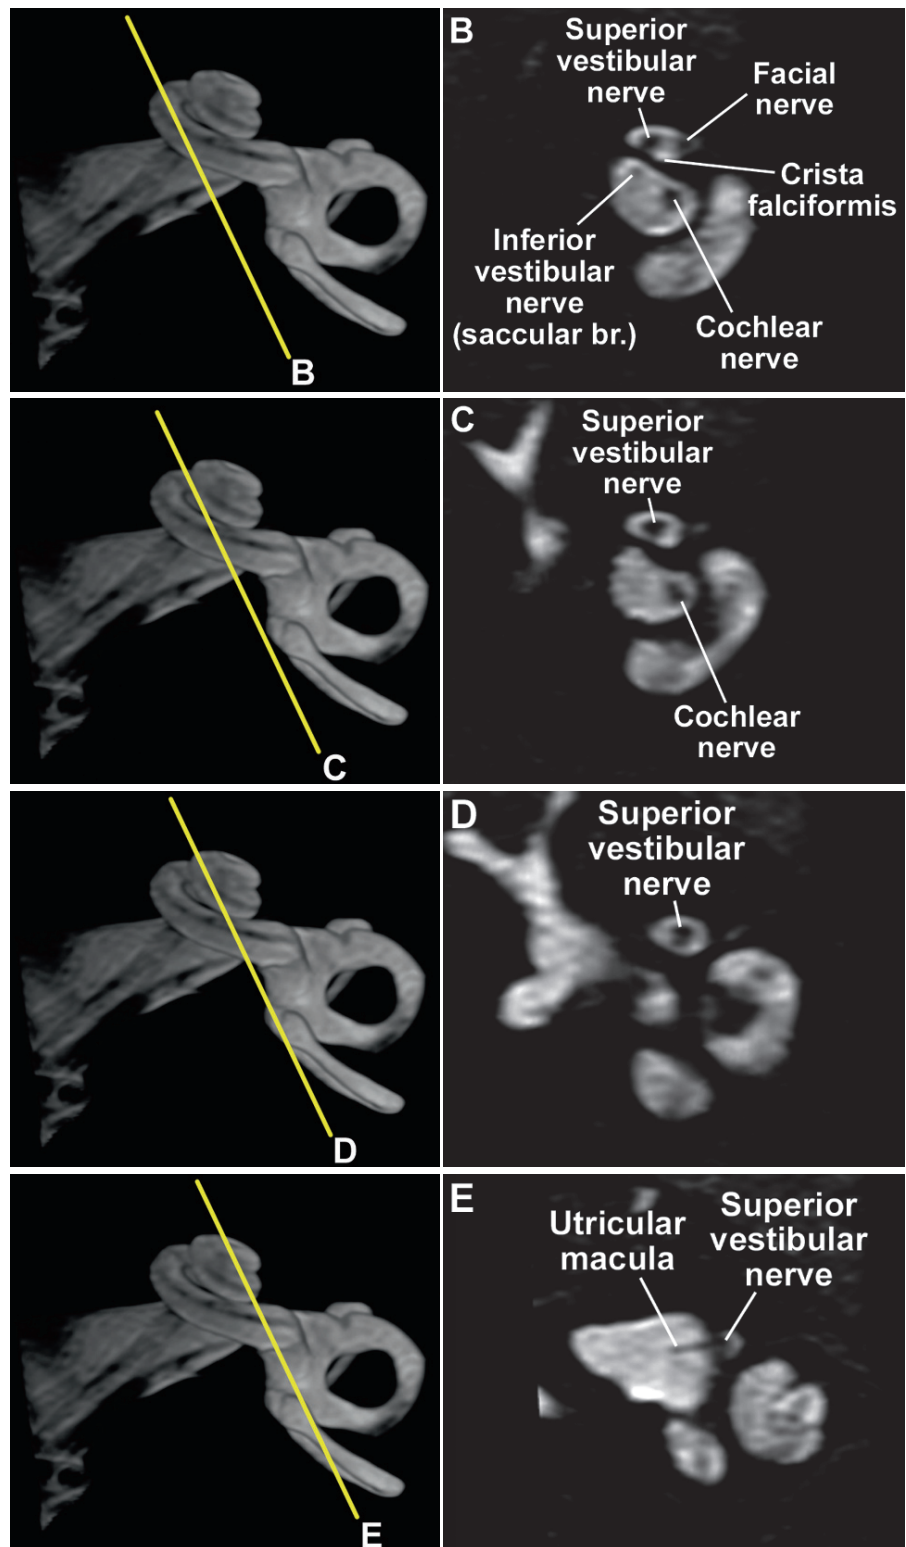 B
B
Superior
vestibular
nerve
Facial
nerve
Crista
falciformis
Inferior
vestibular
nerve
(saccular br.)
Cochlear
nerve
C
C
Superior
vestibular
nerve
Cochlear
nerve
D
D
Superior
vestibular
nerve
E
E
Utricular
macula
Superior
vestibular
nerve